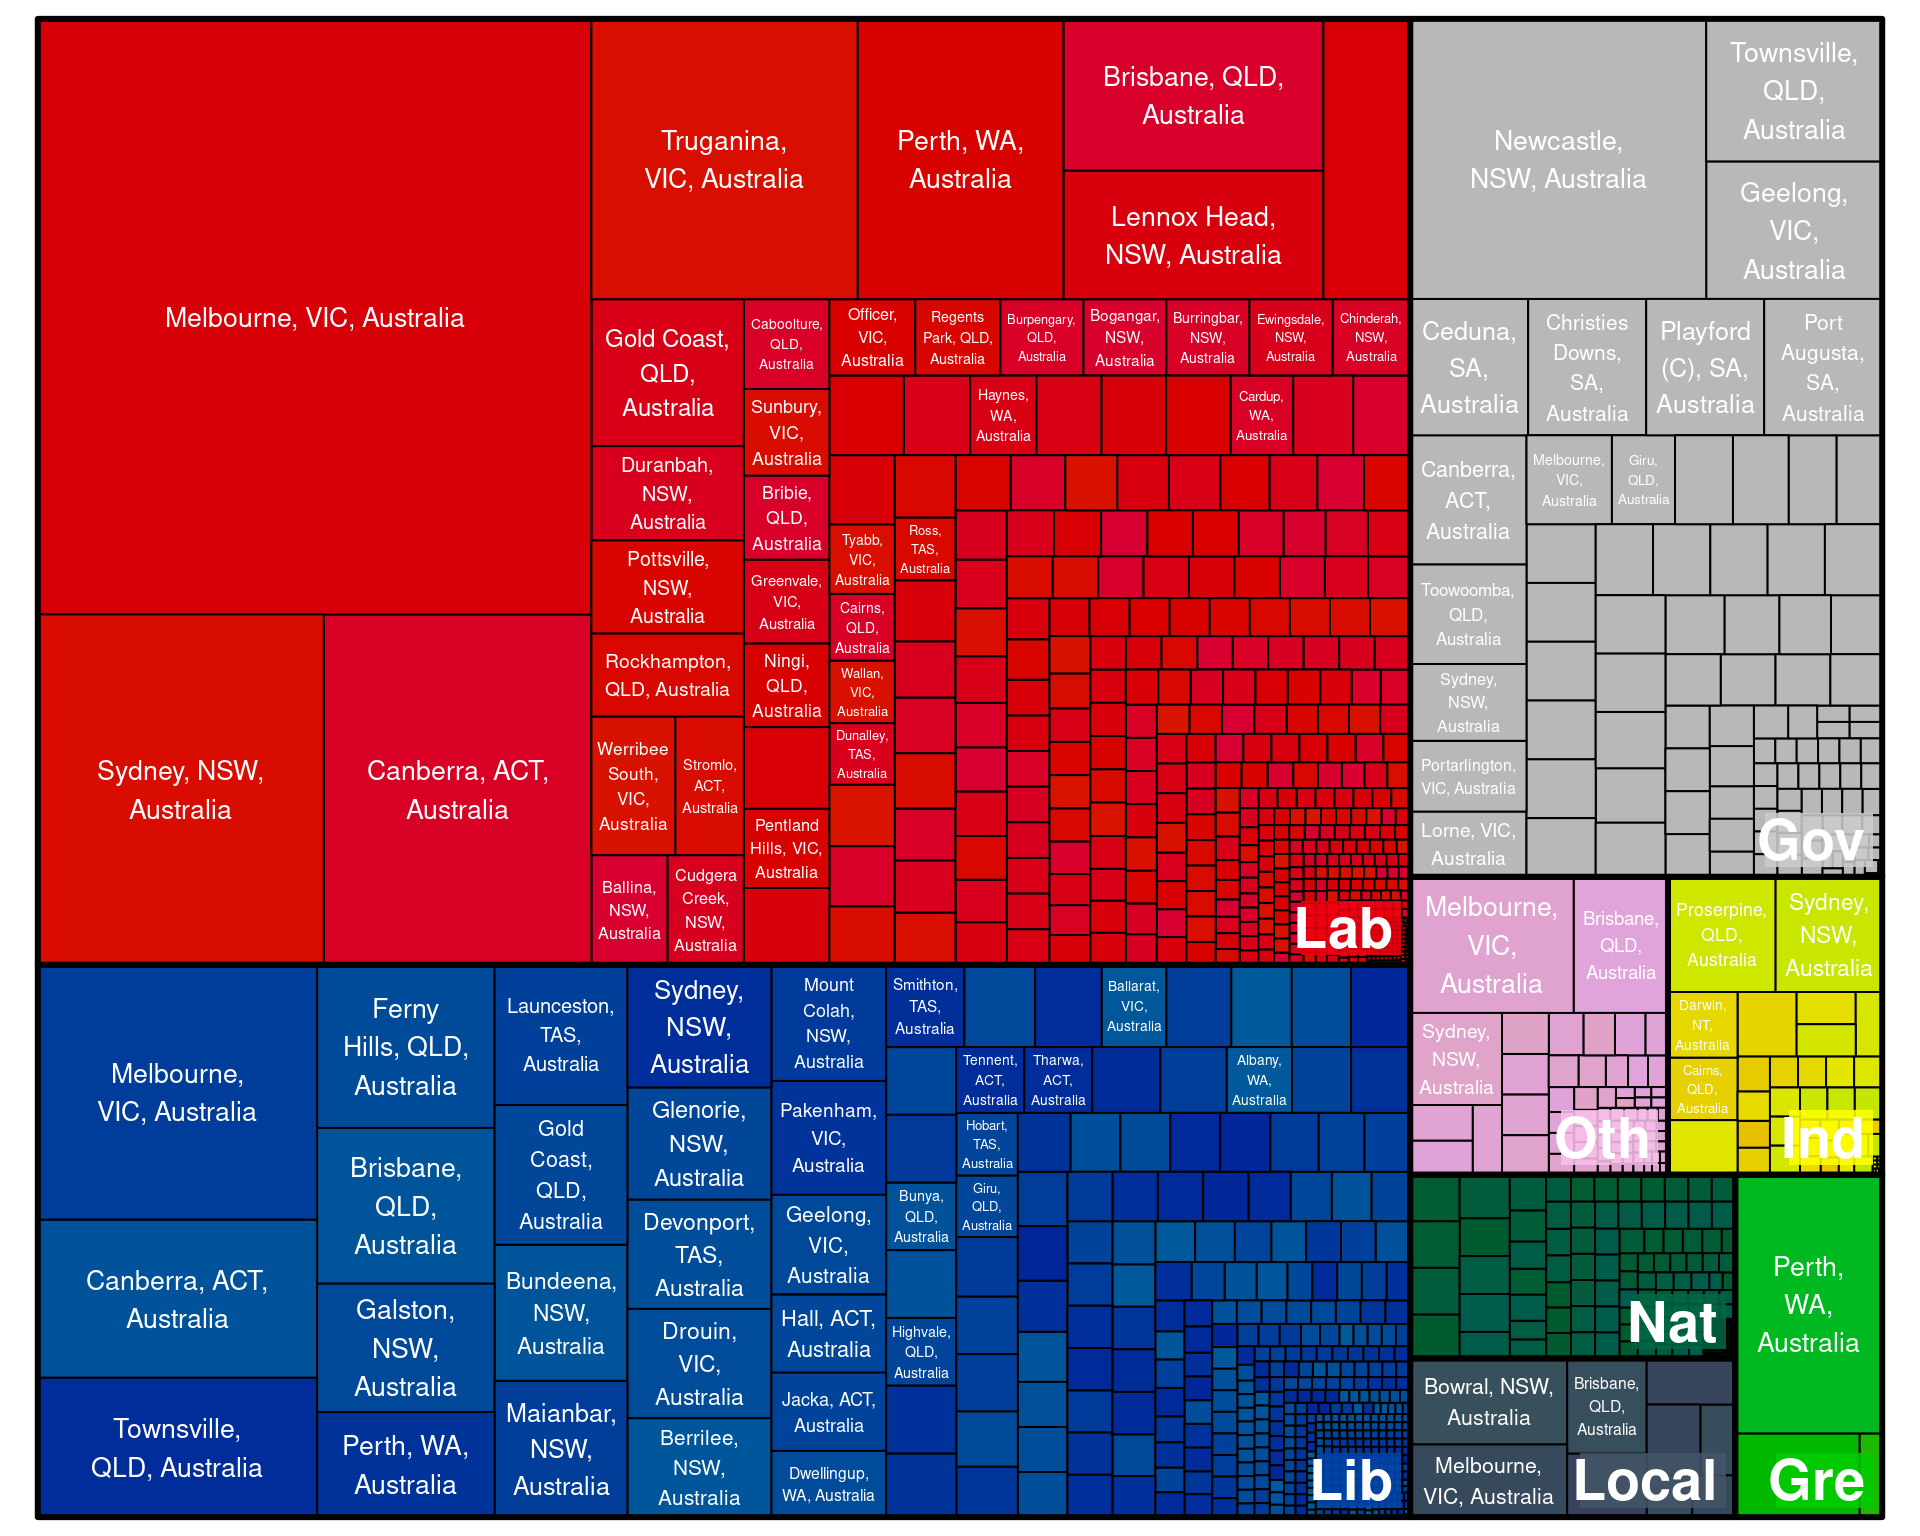 Melbourne, VIC, Australia
Sydney, NSW,
Australia
Canberra, ACT,
Australia
Truganina,
VIC, Australia
Perth, WA,
Australia
Brisbane, QLD,
Australia
Lennox Head,
NSW, Australia
Gold Coast,
QLD,
Australia
Duranbah,
NSW,
Australia
Pottsville,
NSW,
Australia
Rockhampton,
QLD, Australia
Werribee
South,
VIC,
Australia
Stromlo,
ACT,
Australia
Ballina,
NSW,
Australia
Cudgera
Creek,
NSW,
Australia
Caboolture,
QLD,
Australia
Sunbury,
VIC,
Australia
Bribie,
QLD,
Australia
Greenvale,
VIC,
Australia
Ningi,
QLD,
Australia
Pentland
Hills, VIC,
Australia
Officer,
VIC,
Australia
Regents
Park, QLD,
Australia
Burpengary,
QLD,
Australia
Bogangar,
NSW,
Australia
Burringbar,
NSW,
Australia
Ewingsdale,
NSW,
Australia
Chinderah,
NSW,
Australia
Haynes,
WA,
Australia
Cardup,
WA,
Australia
Tyabb,
VIC,
Australia
Ross,
TAS,
Australia
Cairns,
QLD,
Australia
Wallan,
VIC,
Australia
Dunalley,
TAS,
Australia
Lab
Newcastle,
NSW, Australia
Townsville,
QLD,
Australia
Geelong,
VIC,
Australia
Ceduna,
SA,
Australia
Christies
Downs,
SA,
Australia
Playford
(C), SA,
Australia
Port
Augusta,
SA,
Australia
Canberra,
ACT,
Australia
Melbourne,
VIC,
Australia
Giru,
QLD,
Australia
Toowoomba,
QLD,
Australia
Sydney,
NSW,
Australia
Portarlington,
VIC, Australia
Lorne, VIC,
Australia
Gov
Melbourne,
VIC, Australia
Canberra, ACT,
Australia
Townsville,
QLD, Australia
Ferny
Hills, QLD,
Australia
Brisbane,
QLD,
Australia
Galston,
NSW,
Australia
Perth, WA,
Australia
Launceston,
TAS,
Australia
Gold
Coast,
QLD,
Australia
Bundeena,
NSW,
Australia
Maianbar,
NSW,
Australia
Sydney,
NSW,
Australia
Glenorie,
NSW,
Australia
Devonport,
TAS,
Australia
Drouin,
VIC,
Australia
Berrilee,
NSW,
Australia
Mount
Colah,
NSW,
Australia
Pakenham,
VIC,
Australia
Geelong,
VIC,
Australia
Hall, ACT,
Australia
Jacka, ACT,
Australia
Dwellingup,
WA, Australia
Smithton,
TAS,
Australia
Ballarat,
VIC,
Australia
Tennent,
ACT,
Australia
Tharwa,
ACT,
Australia
Albany,
WA,
Australia
Hobart,
TAS,
Australia
Bunya,
QLD,
Australia
Giru,
QLD,
Australia
Highvale,
QLD,
Australia
Lib
Melbourne,
VIC,
Australia
Brisbane,
QLD,
Australia
Sydney,
NSW,
Australia
Oth
Proserpine,
QLD,
Australia
Sydney,
NSW,
Australia
Darwin,
NT,
Australia
Cairns,
QLD,
Australia
Ind
Nat
Perth,
WA,
Australia
Gre
Bowral, NSW,
Australia
Brisbane,
QLD,
Australia
Melbourne,
VIC, Australia
Local